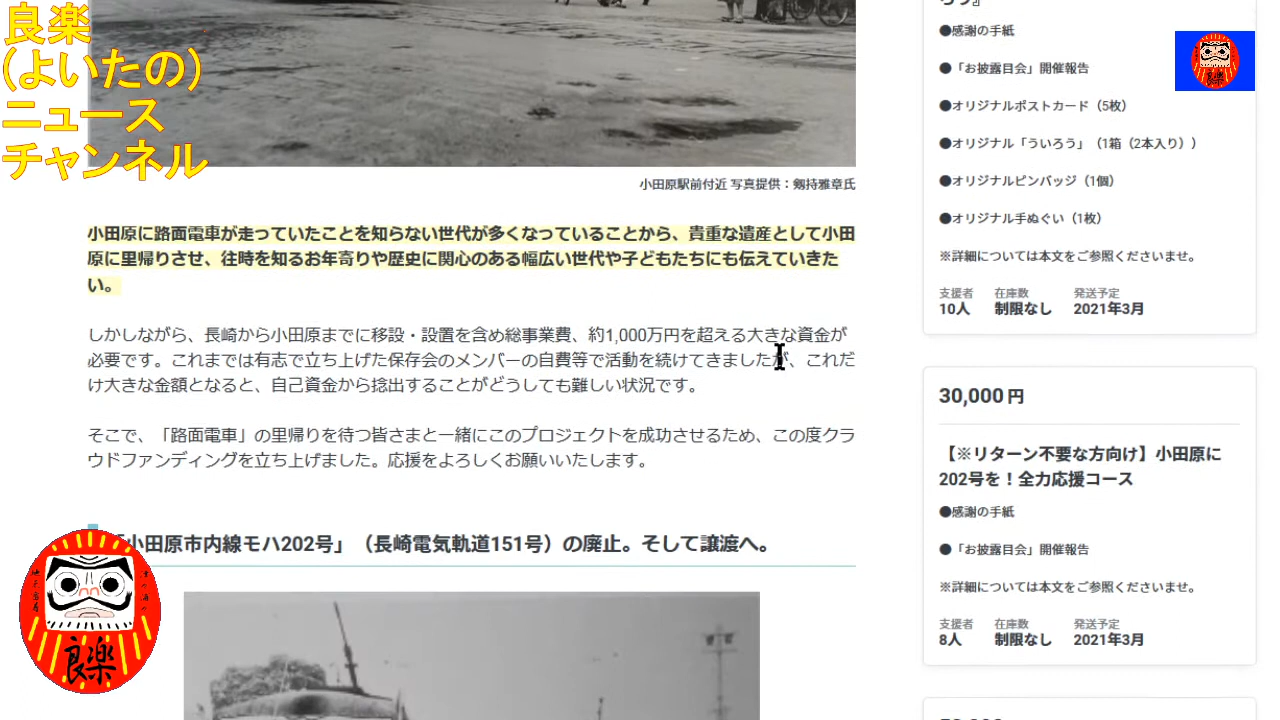 良楽
(よいたの)
ニュース
チャンネル
小田原駅前付近 写真提供：剱持雅章氏
小田原に路面電車が走っていたことを知らない世代が多くなっていることから、貴重な遺産として小田
原に里帰りさせ、往時を知るお年寄りや歴史に関心のある幅広い世代や子どもたちにも伝えていきた
い。
しかしながら、長崎から小田原までに移設・設置を含め総事業費、約1,000万円を超える大きな資金が
必要です。これまでは有志で立ち上げた保存会のメンバーの自費等で活動を続けてきましたが、これだ
け大きな金額となると、自己資金から捻出することがどうしても難しい状況です。
そこで、「路面電車」の里帰りを待つ皆さまと一緒にこのプロジェクトを成功させるため、この度クラ
ウドファンディングを立ち上げました。応援をよろしくお願いいたします。
「小田原市内線モハ202号」（長崎電気軌道151号）の廃止。そして譲渡へ。
良楽
●感謝の手紙
●「お披露目会」開催報告
●オリジナルポストカード（5枚）
●オリジナル「ういろう」（1箱（2本入り））
●オリジナルピンバッジ（1個）
●オリジナル手ぬぐい（1枚）
※詳細については本文をご参照くださいませ。
支援者 在庫数 発送予定
10人 制限なし 2021年3月
30,000円
【※リターン不要な方向け】小田原に
202号を！全力応援コース
●感謝の手紙
●「お披露目会」開催報告
※詳細については本文をご参照くださいませ。
支援者 在庫数 発送予定
8人 制限なし 2021年3月
良楽